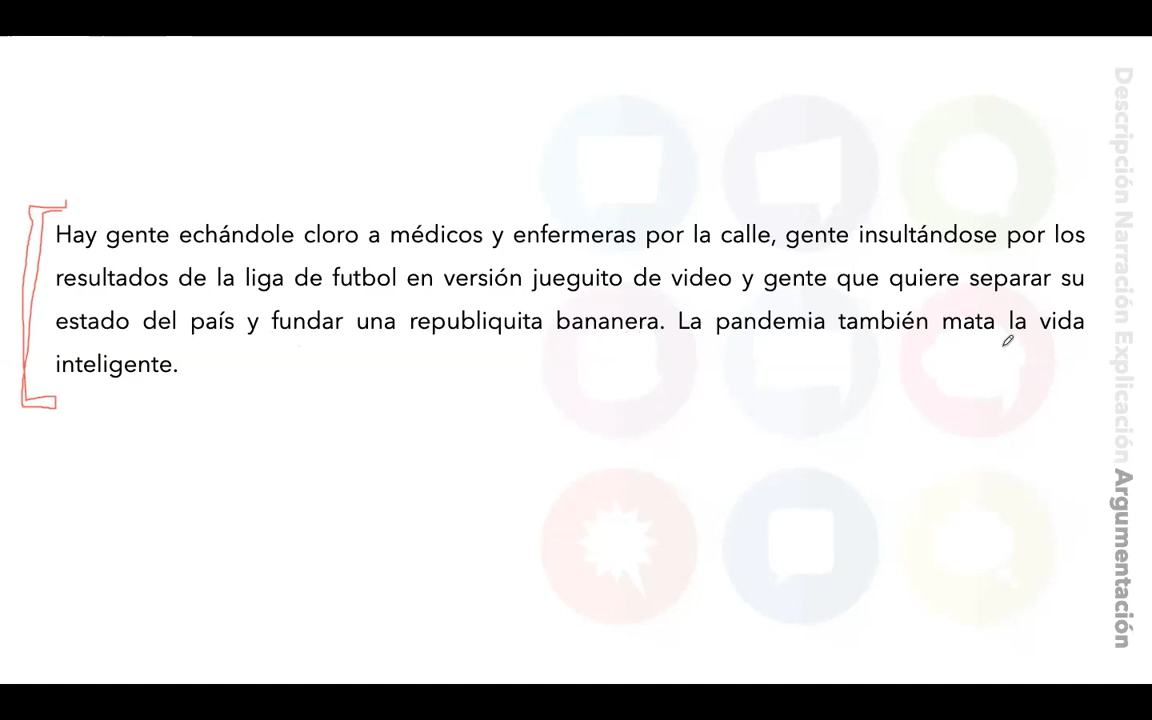 Hay gente echándole cloro a médicos y enfermeras por la calle, gente insultándose por los
resultados de la liga de futbol en versión jueguito de video y gente que quiere separar su
estado del país y fundar una republiquita bananera. La pandemia también mata la vida
inteligente.
Descripción Narración Explicación Argumentación